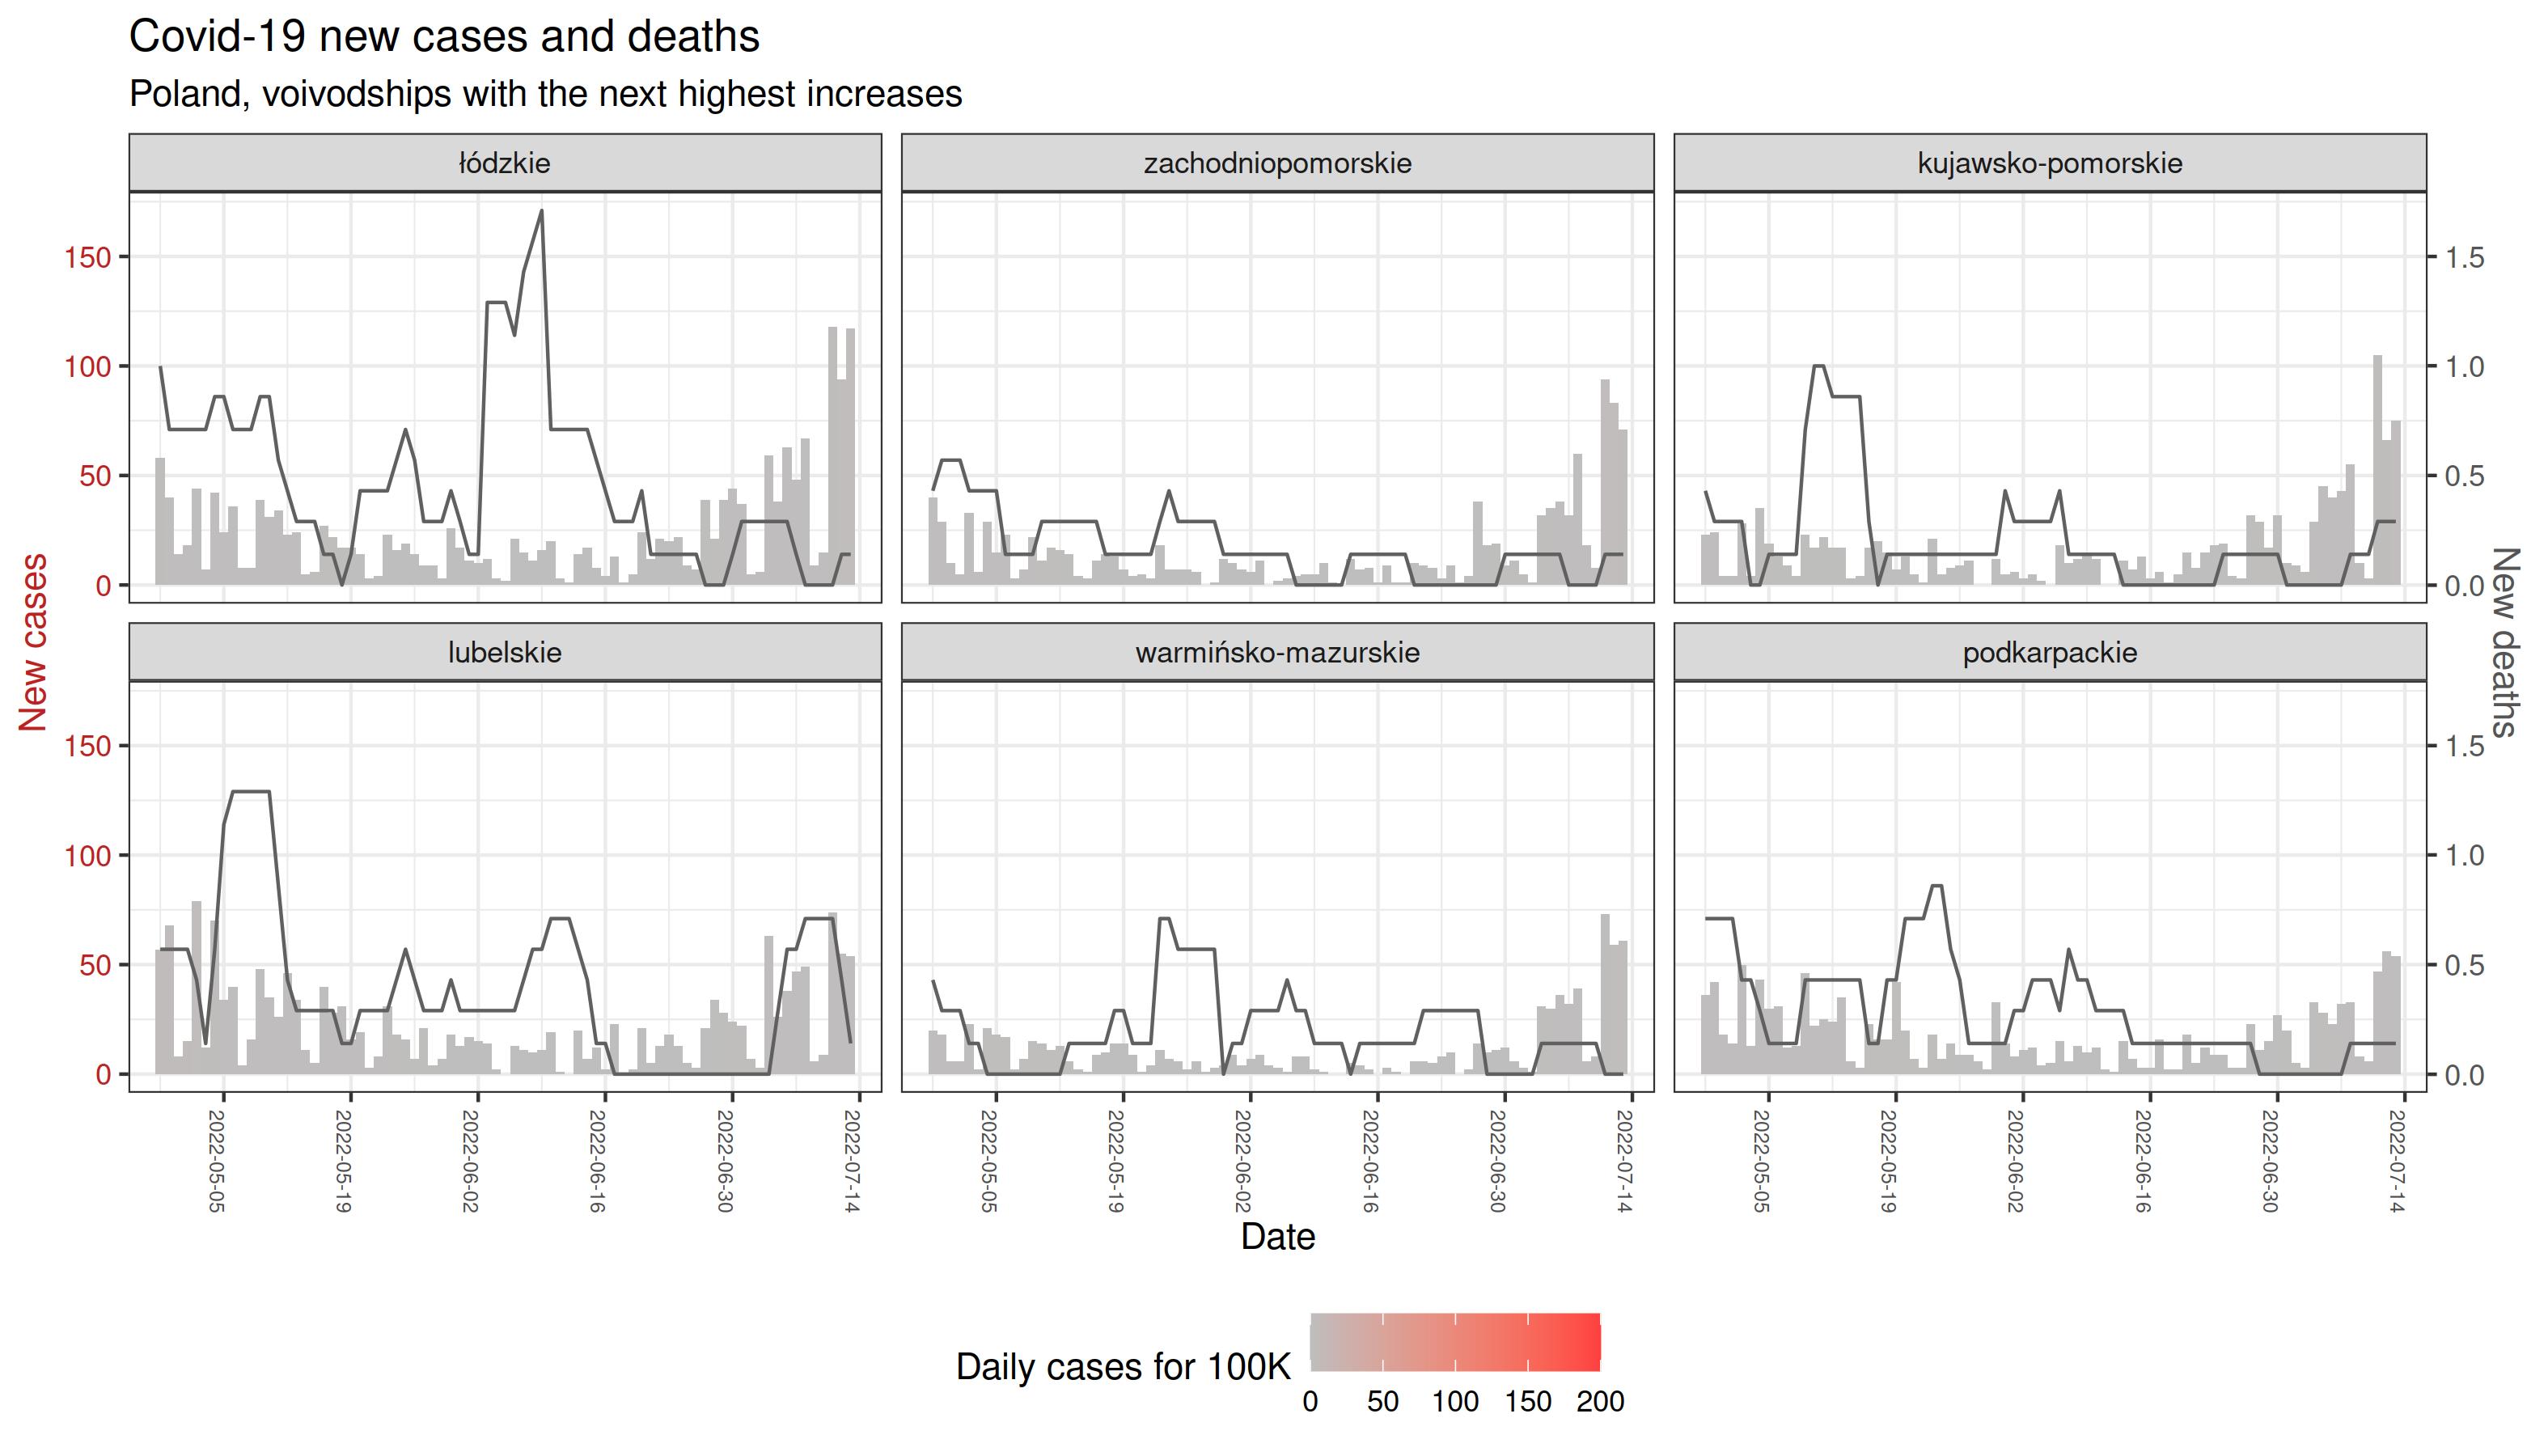 Covid-19 new cases and deaths
Poland, voivodships with the next highest increases
łódzkie
zachodniopomorskie
kujawsko-pomorskie
150
100
50
0
1.5
1.0
0.5
0.0
New cases
New deaths
lubelskie
warmińsko-mazurskie
podkarpackie
150
100
50
0
1.5
1.0
0.5
0.0
2022-05-05
2022-05-19
2022-06-02
2022-06-16
2022-06-30
2022-07-14
2022-05-05
2022-05-19
2022-06-02
2022-06-16
2022-06-30
2022-07-14
2022-05-05
2022-05-19
2022-06-02
2022-06-16
2022-06-30
2022-07-14
Date
Daily cases for 100K
0 50 100 150 200